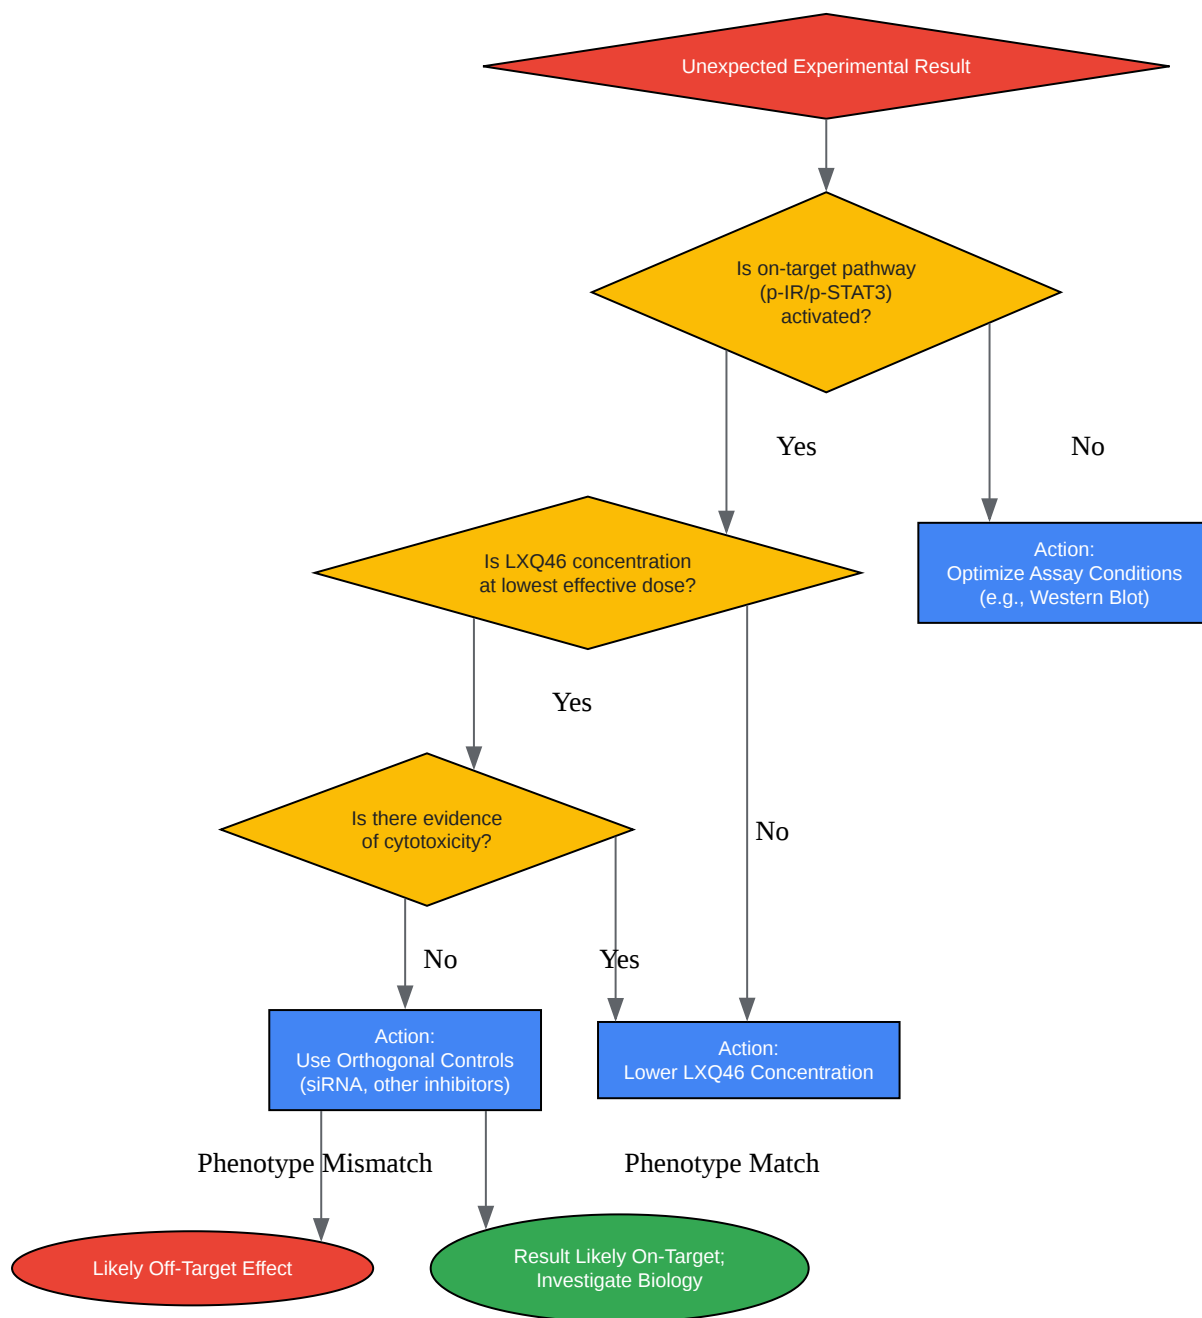 Unexpected Experimental Result
Is on-target pathway
(p-IR/p-STAT3)
activated?
Yes
No
Is LXQ46 concentration
at lowest effective dose?
Action:
Optimize Assay Conditions
(e.g., Western Blot)
Yes
No
Is there evidence
of cytotoxicity?
No
Yes
Action:
Use Orthogonal Controls
(siRNA, other inhibitors)
Action:
Lower LXQ46 Concentration
Phenotype Mismatch
Phenotype Match
Likely Off-Target Effect
Result Likely On-Target;
Investigate Biology